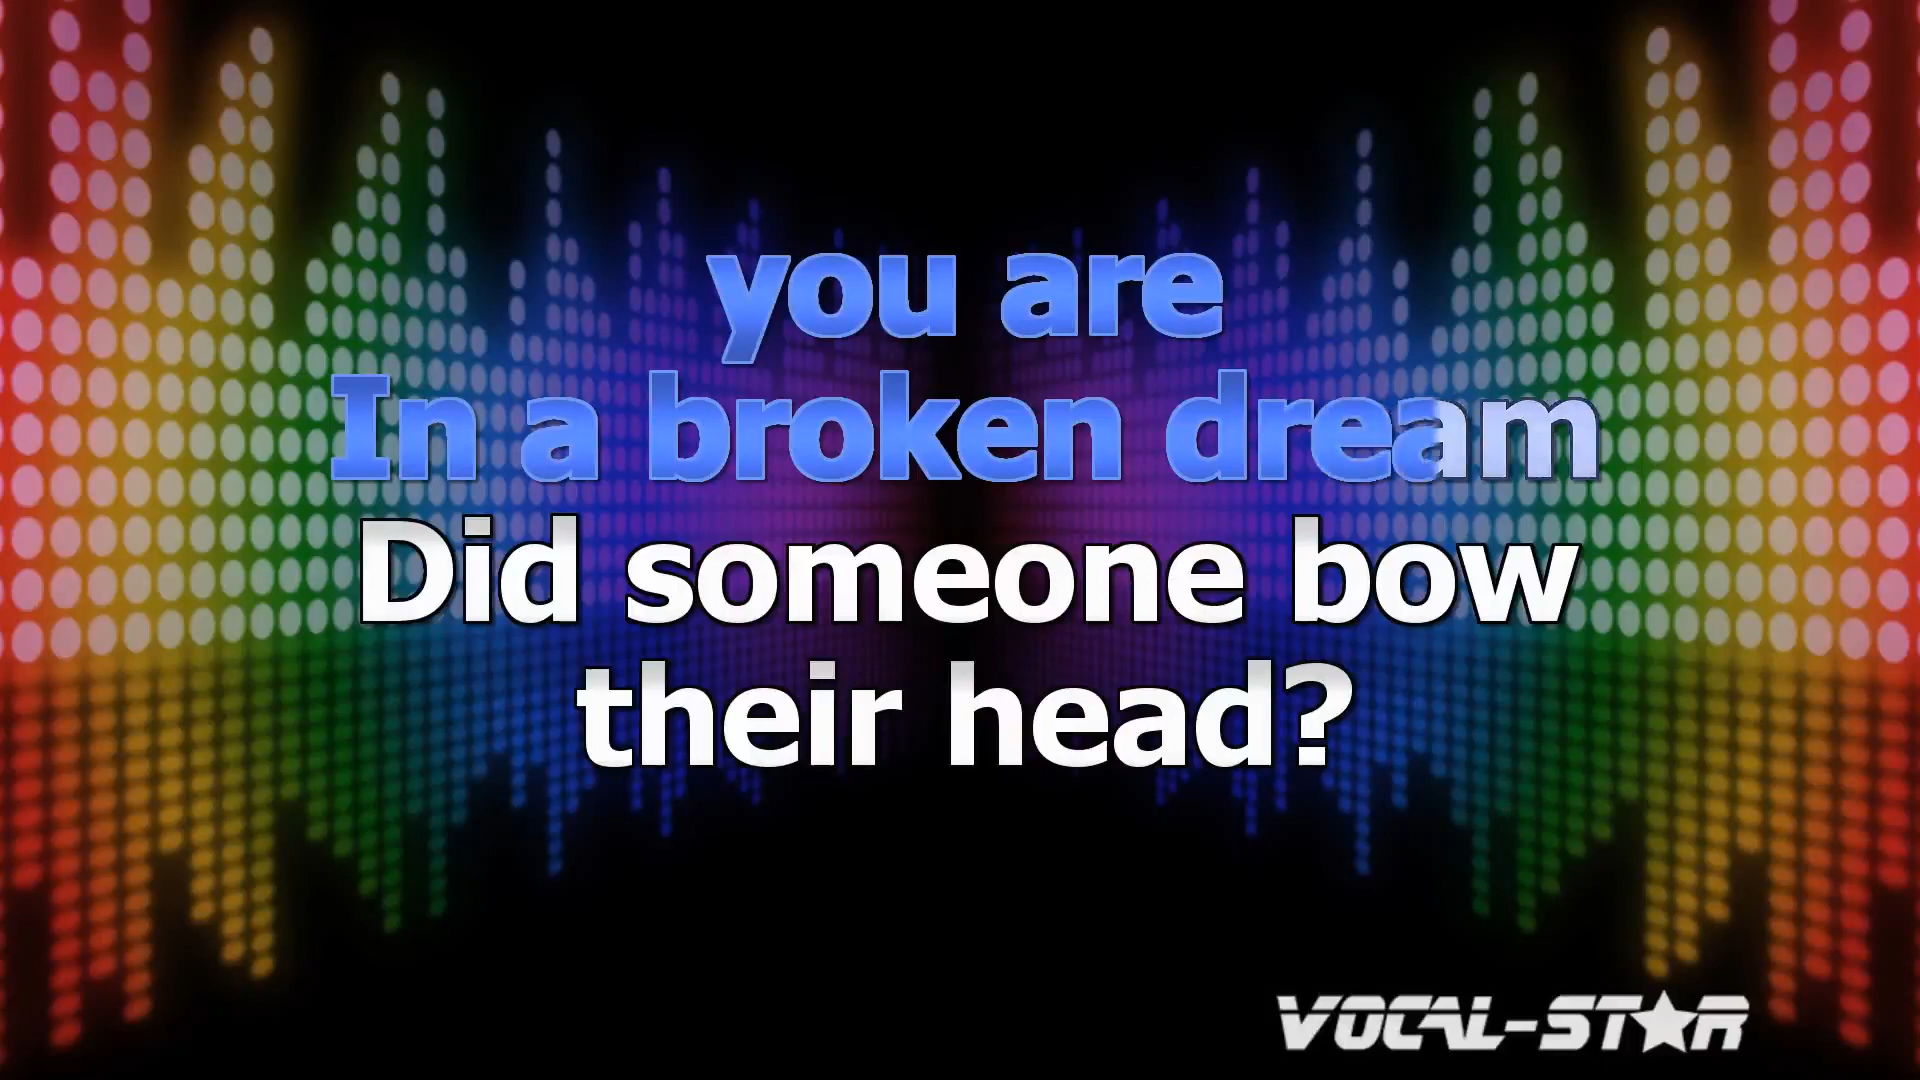 you are
In a broken dream
Did someone bow
their head?
VOCAL-STAR